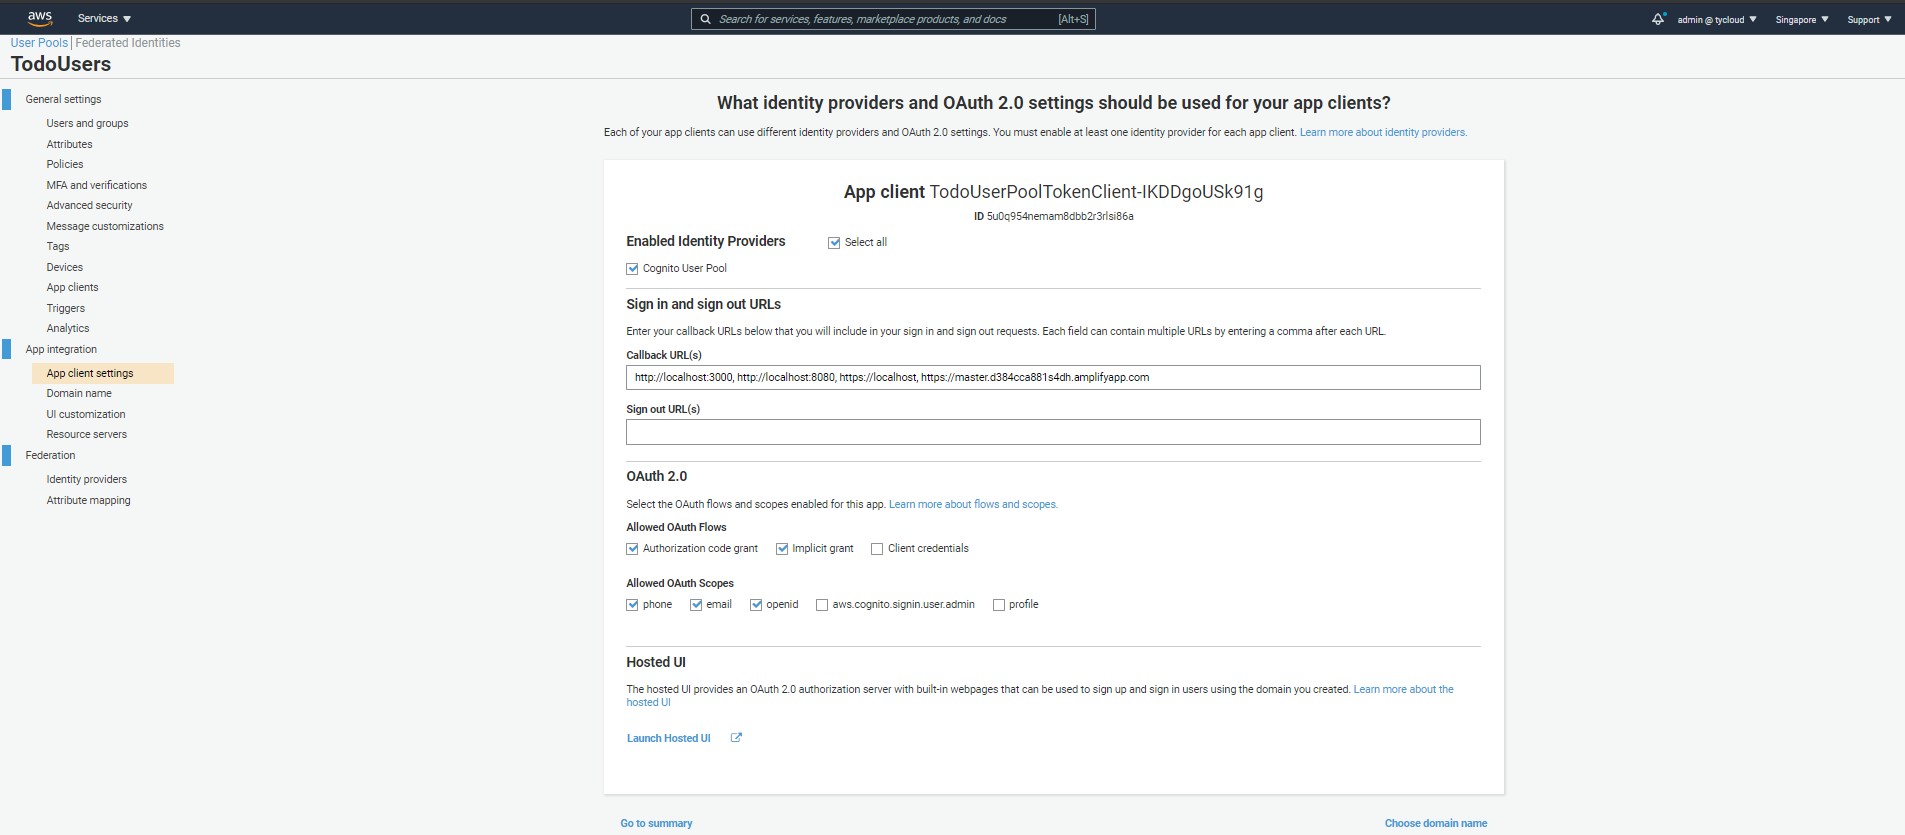 aws Services Search for services, features, marketplace products, and docs [Alt+S] admin @ tycloud Singapore Support
User Pools | Federated Identities
TodoUsers
General settings
Users and groups
Attributes
Policies
MFA and verifications
Advanced security
Message customizations
Tags
Devices
App clients
Triggers
Analytics
App integration
App client settings
Domain name
UI customization
Resource servers
Federation
Identity providers
Attribute mapping
What identity providers and OAuth 2.0 settings should be used for your app clients?
Each of your app clients can use different identity providers and OAuth 2.0 settings. You must enable at least one identity provider for each app client. Learn more about identity providers.
App client TodoUserPoolTokenClient-IKDDgoUSk91g
ID 5u0q954nemam8dbb2r3rlsi86a
Enabled Identity Providers Select all
Cognito User Pool
Sign in and sign out URLs
Enter your callback URLs below that you will include in your sign in and sign out requests. Each field can contain multiple URLs by entering a comma after each URL.
Callback URL(s)
http://localhost:3000, http://localhost:8080, https://localhost, https://master.d384cca881s4dh.amplifyapp.com
Sign out URL(s)
OAuth 2.0
Select the OAuth flows and scopes enabled for this app. Learn more about flows and scopes.
Allowed OAuth Flows
Authorization code grant Implicit grant Client credentials
Allowed OAuth Scopes
phone email openid aws.cognito.signin.user.admin profile
Hosted UI
The hosted UI provides an OAuth 2.0 authorization server with built-in webpages that can be used to sign up and sign in users using the domain you created. Learn more about the
hosted UI
Launch Hosted UI
Go to summary Choose domain name